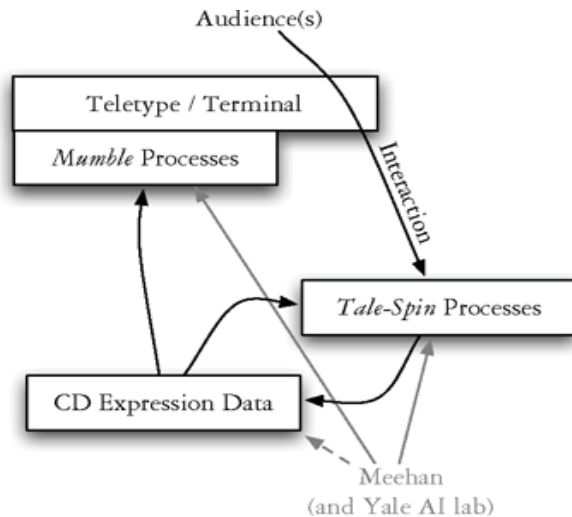 Audience(s)
Teletype / Terminal
Mumble Processes
Interaction
Tale-Spin Processes
CD Expression Data
Meehan
(and Yale AI lab)